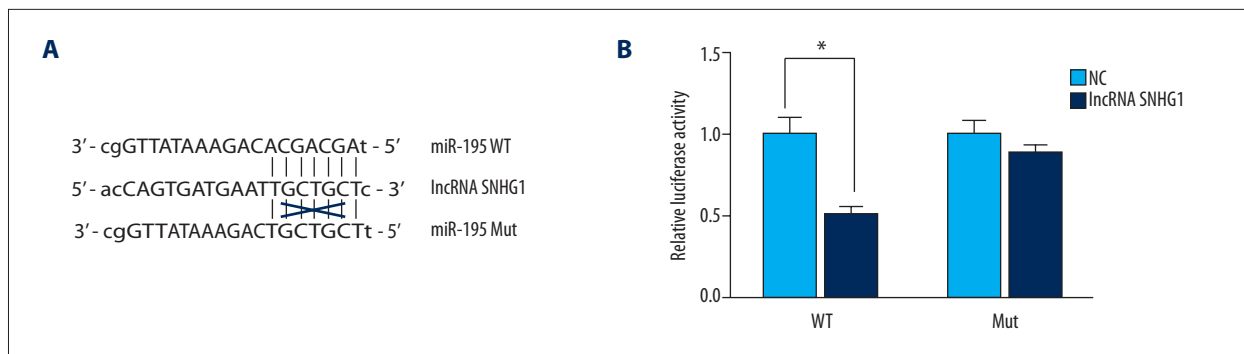 A
3’- cgGTTATAAAGACACGACGAt - 5’ miR-195 WT
5’- acCAGTGATGAATTGCTGCTc - 3’ lncRNA SNHG1
3’- cgGTTATAAAGACTGCTGCTt - 5’ miR-195 Mut
B
Relative luciferase activity
1.5
1.0
0.5
0.0
*
WT
Mut
NC
lncRNA SNHG1